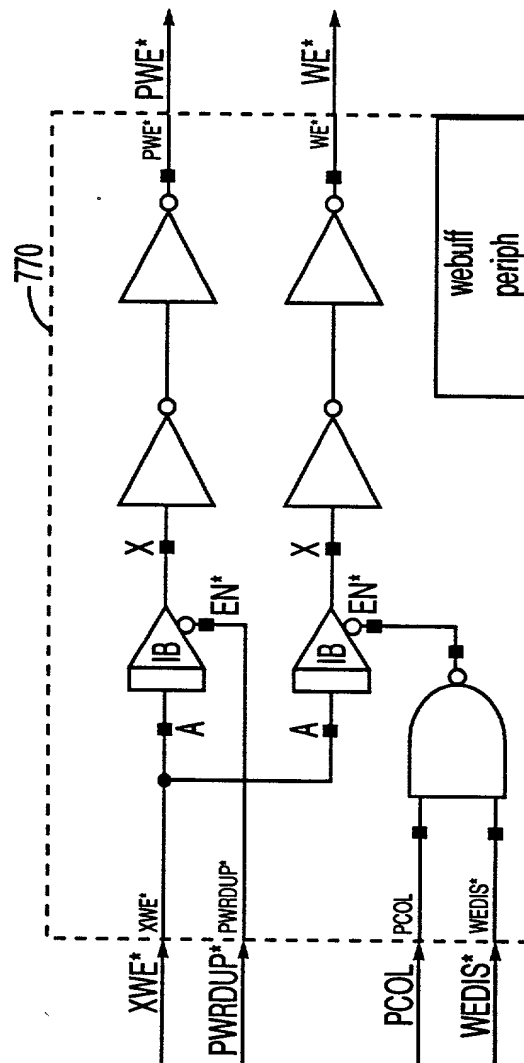 770
XWE*
XWE*
A
IB
X
EN*
PWE*
PWE*
PWRDUP*
PWRDUP*
A
IB
X
EN*
WE*
WE*
PCOL
PCOL
WEDIS*
WEDIS*
webuff
periph